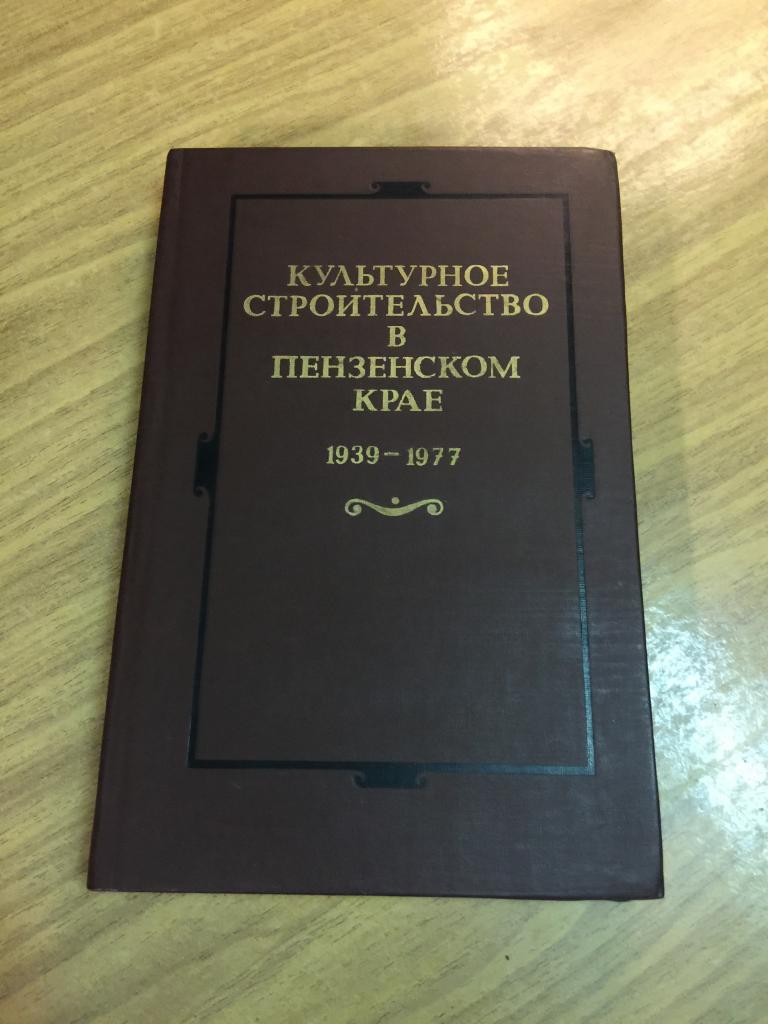 КУЛЬТУРНОЕ
СТРОИТЕЛЬСТВО
В
ПЕНЗЕНСКОМ
КРАЕ
1939-1977